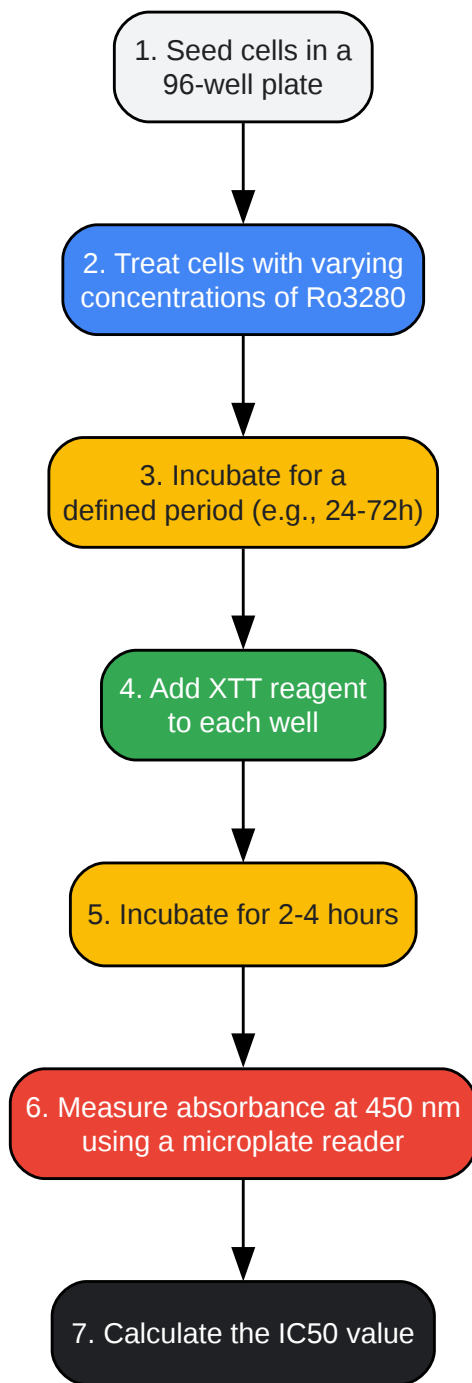 1. Seed cells in a
96-well plate
2. Treat cells with varying
concentrations of Ro3280
3. Incubate for a
defined period (e.g., 24-72h)
4. Add XTT reagent
to each well
5. Incubate for 2-4 hours
6. Measure absorbance at 450 nm
using a microplate reader
7. Calculate the IC50 value